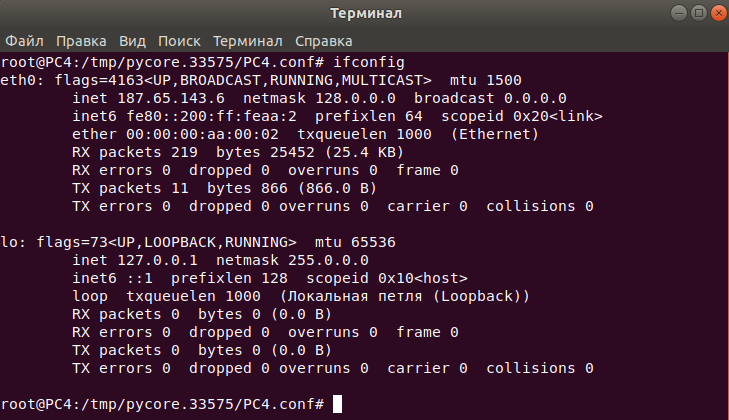 Терминал
Файл Правка Вид Поиск Терминал Справка
root@PC4:/tmp/pycore.33575/PC4.conf# ifconfig
eth0: flags=4163<UP,BROADCAST,RUNNING,MULTICAST>  mtu 1500
        inet 187.65.143.6  netmask 128.0.0.0  broadcast 0.0.0.0
        inet6 fe80::200:ff:feaa:2  prefixlen 64  scopeid 0x20<link>
        ether 00:00:00:aa:00:02  txqueuelen 1000  (Ethernet)
        RX packets 219  bytes 25452 (25.4 KB)
        RX errors 0  dropped 0  overruns 0  frame 0
        TX packets 11  bytes 866 (866.0 B)
        TX errors 0  dropped 0 overruns 0  carrier 0  collisions 0

lo: flags=73<UP,LOOPBACK,RUNNING>  mtu 65536
        inet 127.0.0.1  netmask 255.0.0.0
        inet6 ::1  prefixlen 128  scopeid 0x10<host>
        loop  txqueuelen 1000  (Локальная петля (Loopback))
        RX packets 0  bytes 0 (0.0 B)
        RX errors 0  dropped 0  overruns 0  frame 0
        TX packets 0  bytes 0 (0.0 B)
        TX errors 0  dropped 0 overruns 0  carrier 0  collisions 0

root@PC4:/tmp/pycore.33575/PC4.conf#